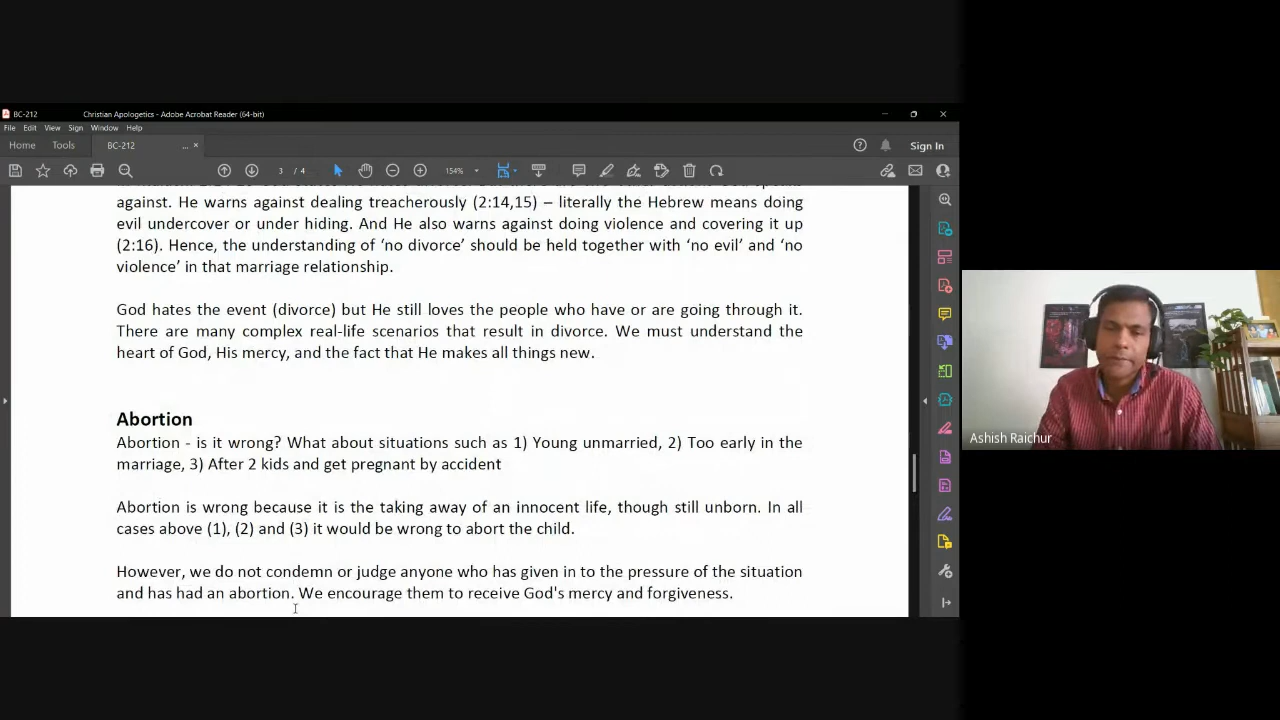 BC-212 Christian Apologetics - Adobe Acrobat Reader (64-bit)
File Edit View Sign Window Help
Home Tools BC-212 ... × Sign In
3 / 4 154%
against. He warns against dealing treacherously (2:14,15) – literally the Hebrew means doing
evil undercover or under hiding. And He also warns against doing violence and covering it up
(2:16). Hence, the understanding of ‘no divorce’ should be held together with ‘no evil’ and ‘no
violence’ in that marriage relationship.
God hates the event (divorce) but He still loves the people who have or are going through it.
There are many complex real-life scenarios that result in divorce. We must understand the
heart of God, His mercy, and the fact that He makes all things new.
Abortion
Abortion - is it wrong? What about situations such as 1) Young unmarried, 2) Too early in the
marriage, 3) After 2 kids and get pregnant by accident
Abortion is wrong because it is the taking away of an innocent life, though still unborn. In all
cases above (1), (2) and (3) it would be wrong to abort the child.
However, we do not condemn or judge anyone who has given in to the pressure of the situation
and has had an abortion. We encourage them to receive God's mercy and forgiveness.
Ashish Raichur